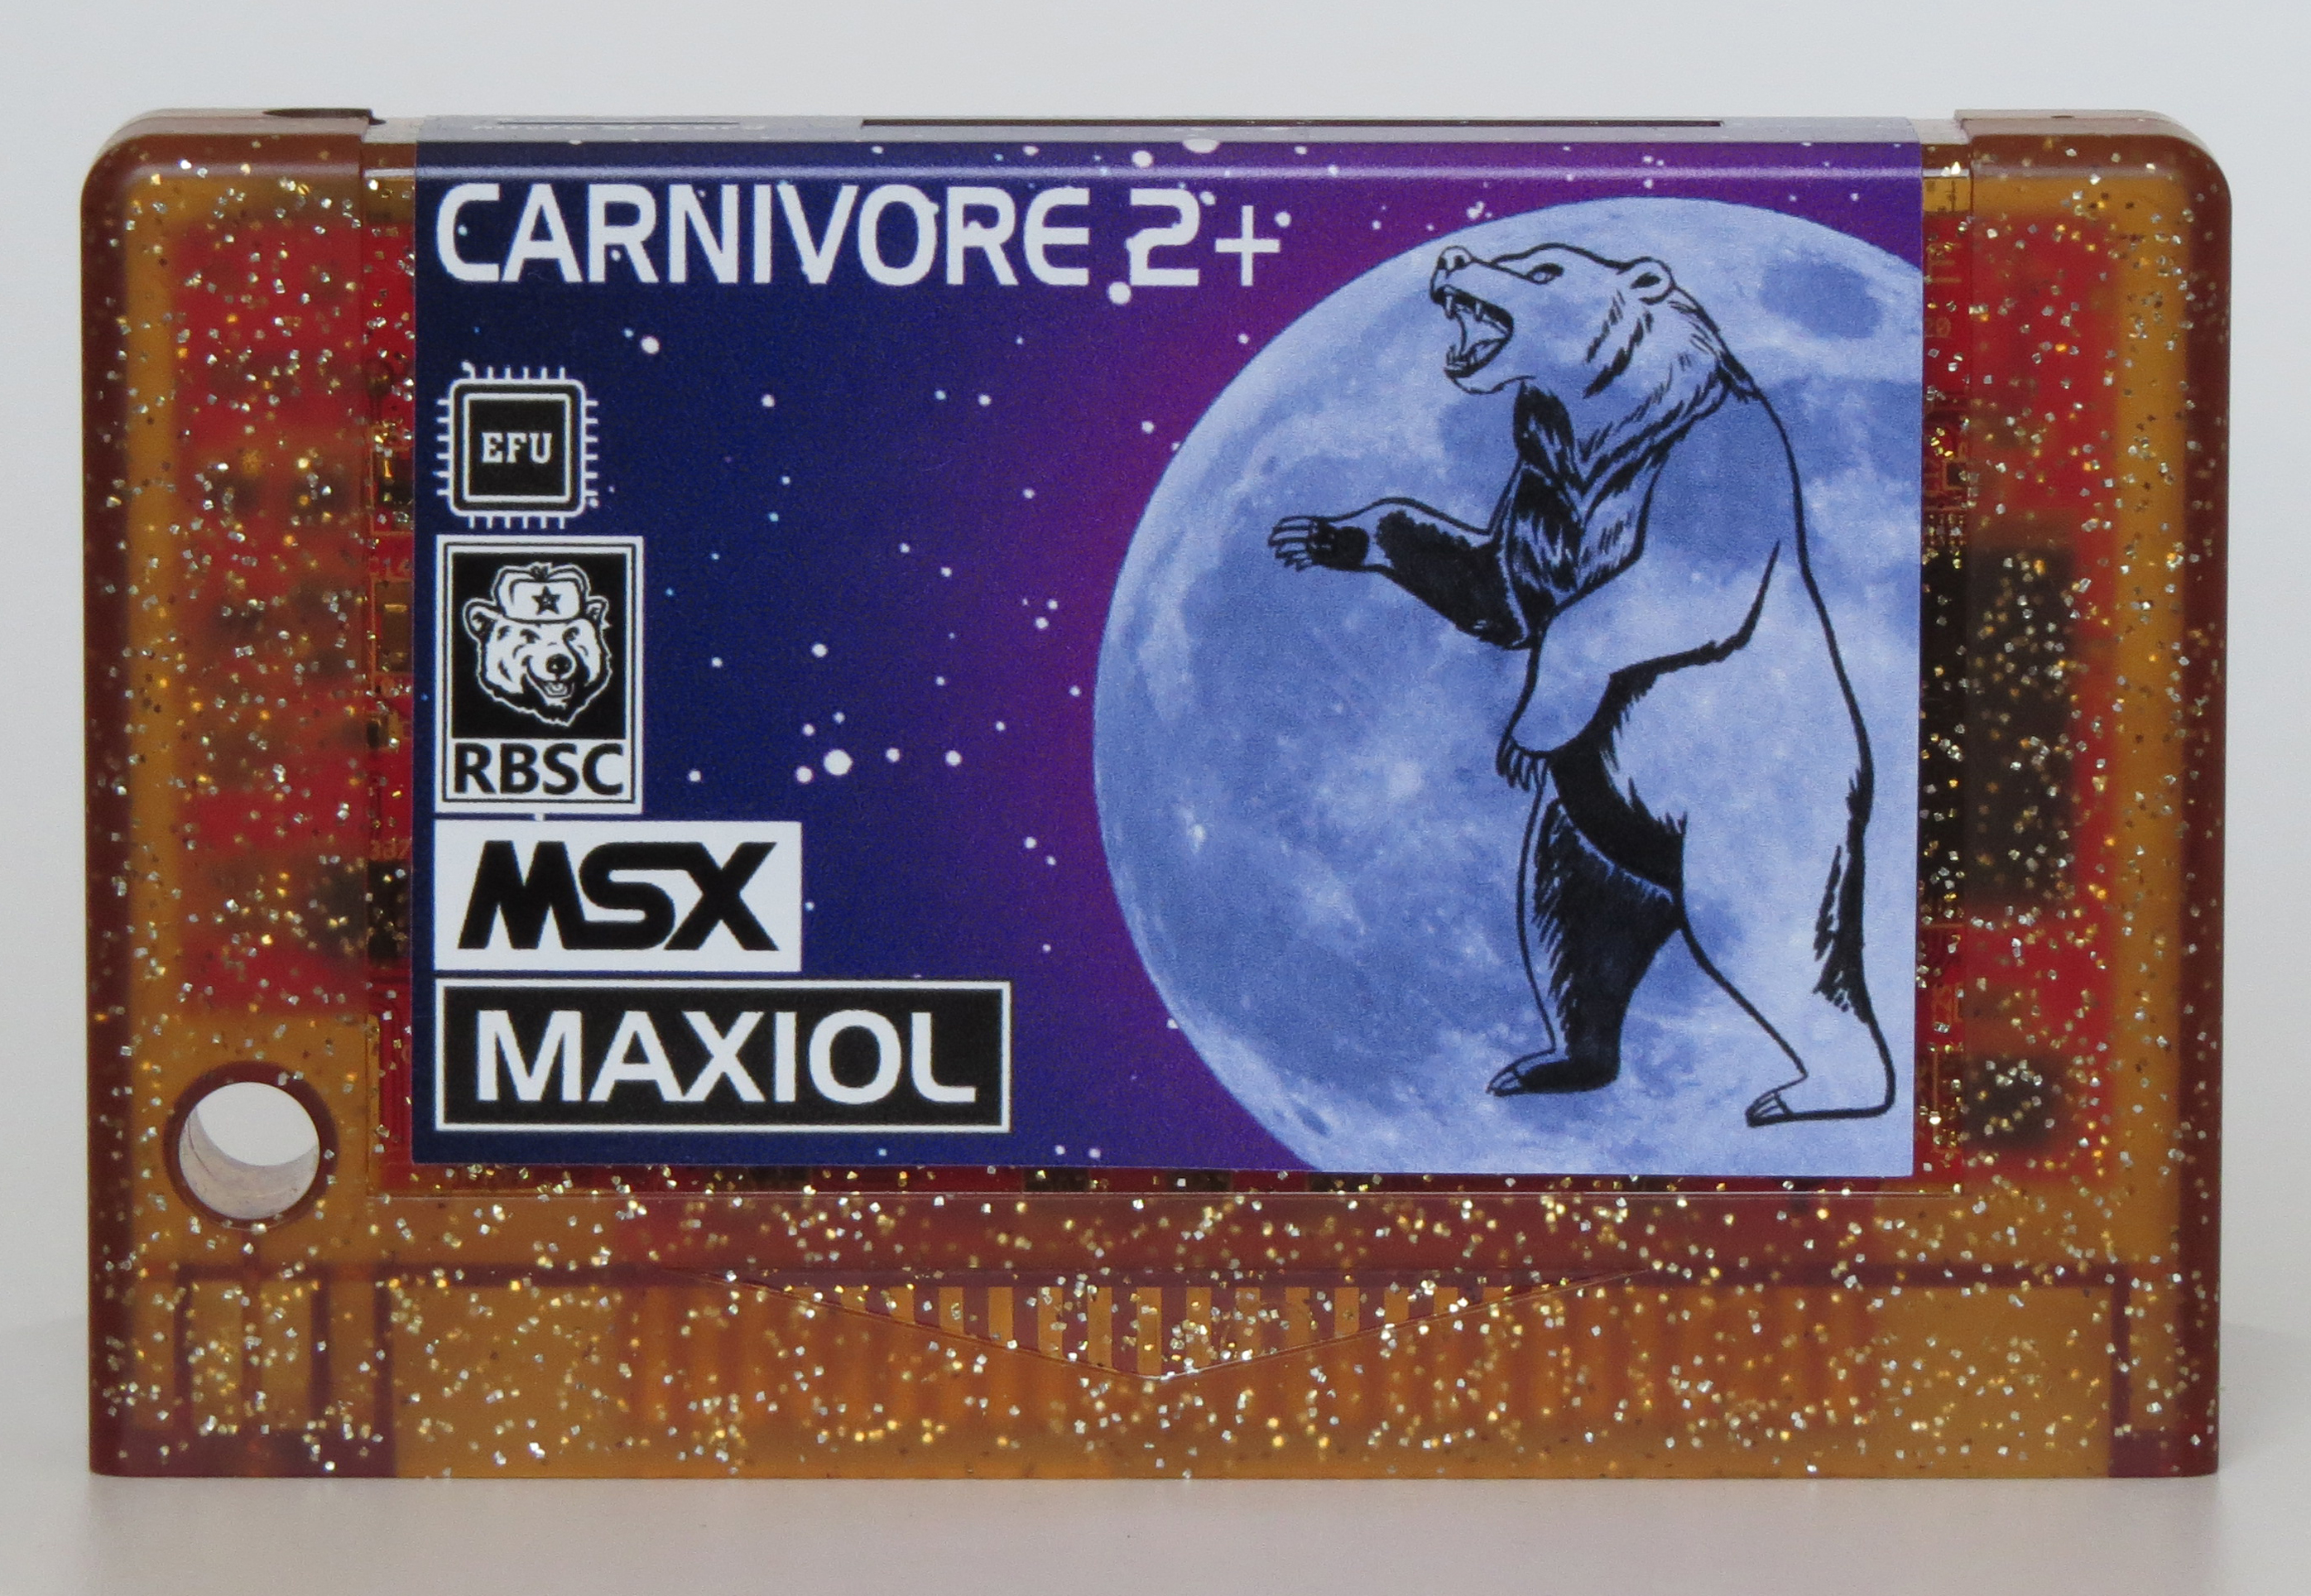 CARNIVORE 2+
EFU
RBSC
MSX
MAXIOL